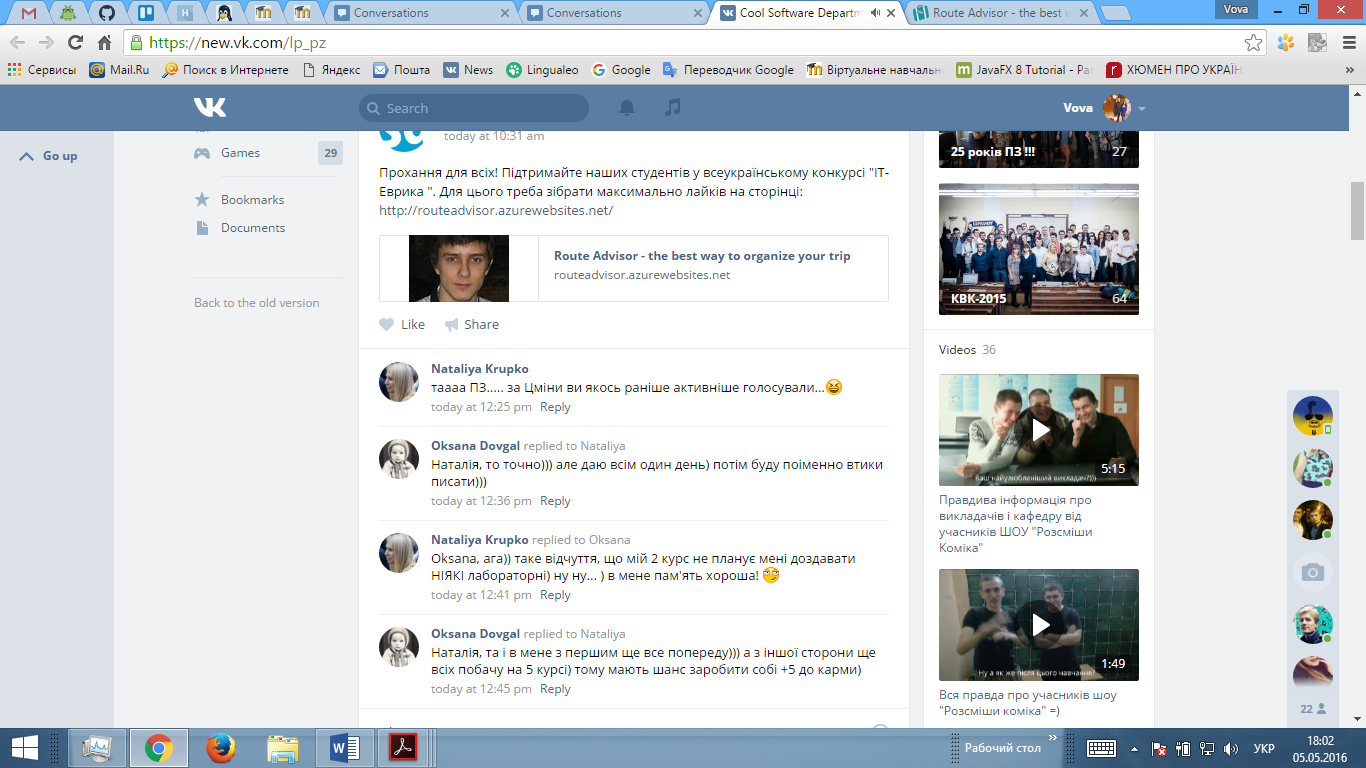 Conversations
Conversations
Cool Software Departm
Route Advisor - the best w
Vova
https://new.vk.com/lp_pz
Сервисы
Mail.Ru
Поиск в Интернете
Яндекс
Почта
News
Lingualeo
Google
Переводчик Google
Віртуальне навчальн
JavaFX 8 Tutorial - Par
ХЮМЕН ПРО УКРАЇН
»
Search
Vova
Go up
Games
29
Bookmarks
Documents
Back to the old version
today at 10:31 am
Прохання для всіх! Підтримайте наших студентів у всеукраїнському конкурсі "ІТ-
Еврика ". Для цього треба зібрати максимально лайків на сторінці:
http://routeadvisor.azurewebsites.net/
Route Advisor - the best way to organize your trip
routeadvisor.azurewebsites.net
Like
Share
Nataliya Krupko
таааа ПЗ..... за Цміни ви якось раніше активніше голосували...
today at 12:25 pm Reply
Oksana Dovgal replied to Nataliya
Наталія, то точно))) але даю всім один день) потім буду поіменно втики
писати)))
today at 12:36 pm Reply
Nataliya Krupko replied to Oksana
Oksana, ага)) таке відчуття, що мій 2 курс не планує мені доздавати
НІЯКІ лабораторні) ну ну... ) в мене пам'ять хороша!
today at 12:41 pm Reply
Oksana Dovgal replied to Nataliya
Наталія, та і в мене з першим ще все попереду))) а з іншої сторони ще
всіх побачу на 5 курсі) тому мають шанс заробити собі +5 до карми)
today at 12:45 pm Reply
25 років ПЗ !!!
27
КВК-2015
64
Videos 36
Ваш найулюбленіший викладач?)))
5:15
Правдива інформація про
викладачів і кафедру від
учасників ШОУ "Розсміши
Коміка"
Ну а як же після цього навчання?
1:49
Вся правда про учасників шоу
"Розсміши коміка" =)
22
Рабочий стол
»
УКР
18:02
05.05.2016